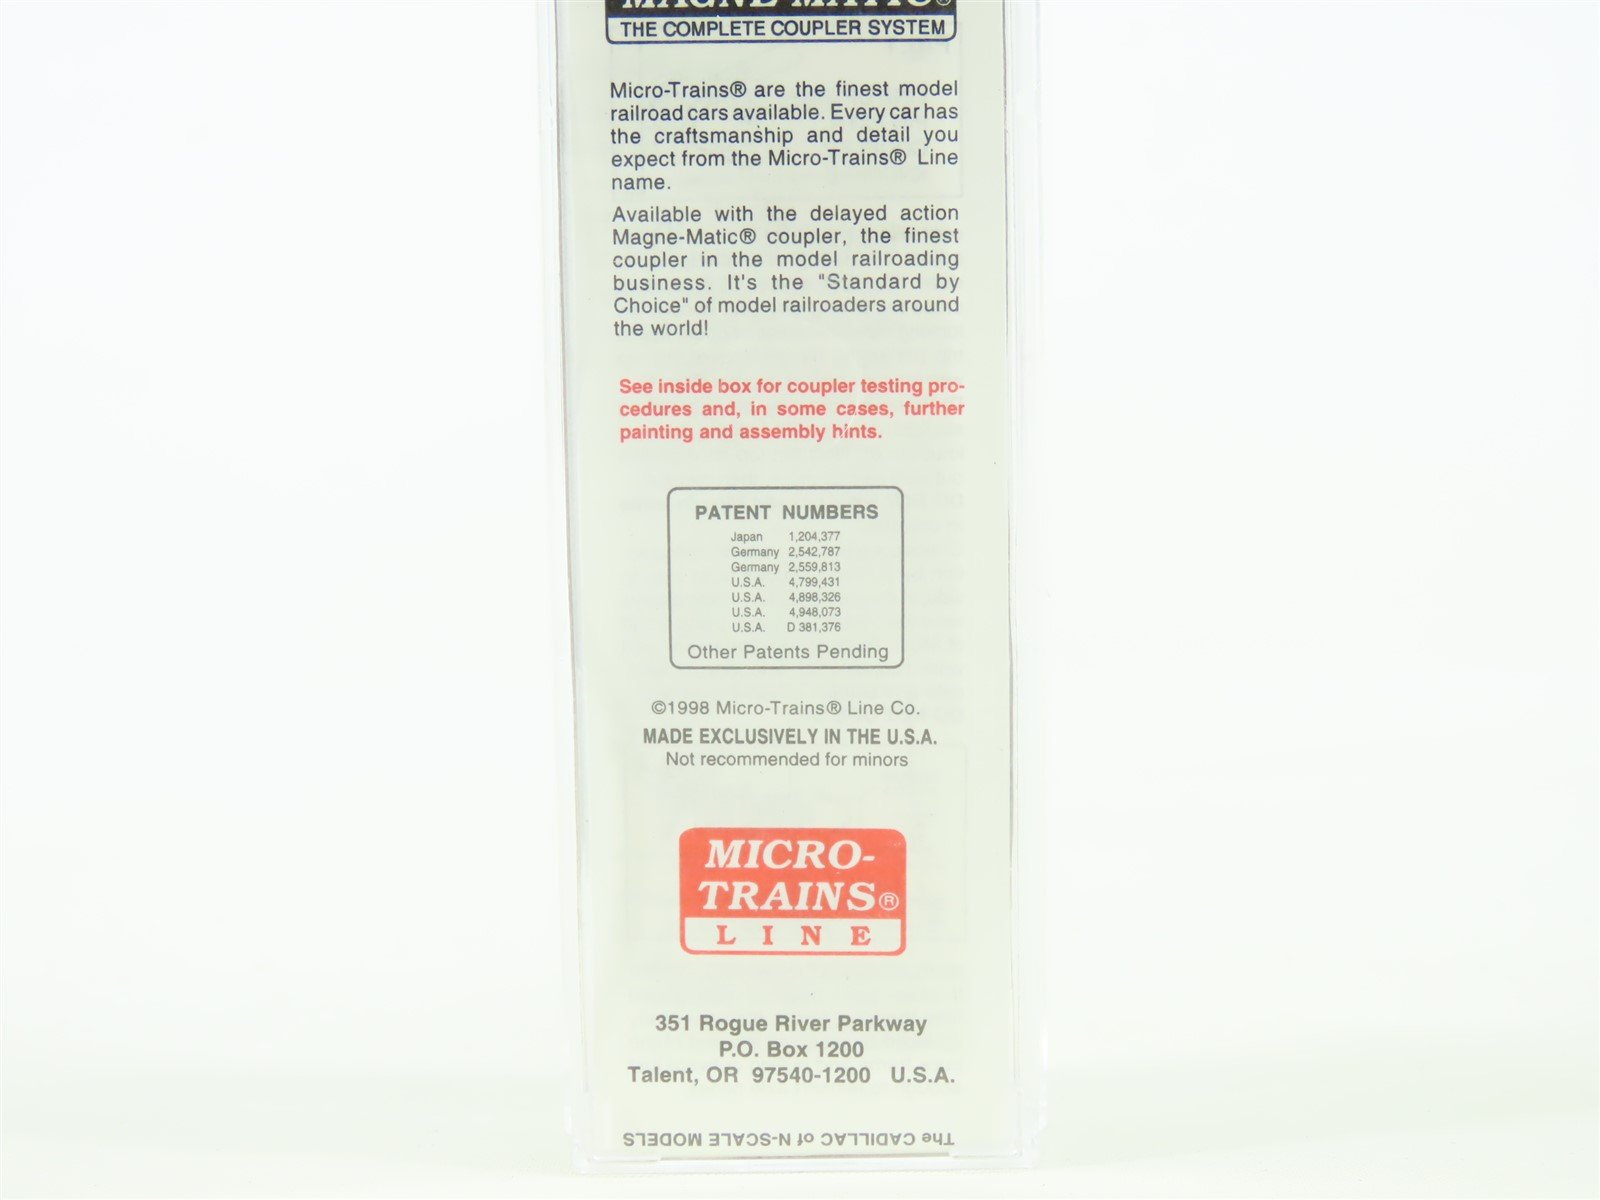 MAGNE-MATIC®
THE COMPLETE COUPLER SYSTEM
Micro-Trains® are the finest model
railroad cars available. Every car has
the craftsmanship and detail you
expect from the Micro-Trains® Line
name.
Available with the delayed action
Magne-Matic® coupler, the finest
coupler in the model railroading
business. It's the "Standard by
Choice" of model railroaders around
the world!
See inside box for coupler testing pro-
cedures and, in some cases, further
painting and assembly hints.
PATENT NUMBERS
Japan 1,204,377
Germany 2,542,787
Germany 2,559,813
U.S.A. 4,799,431
U.S.A. 4,898,326
U.S.A. 4,948,073
U.S.A. D 381,376
Other Patents Pending
©1998 Micro-Trains® Line Co.
MADE EXCLUSIVELY IN THE U.S.A.
Not recommended for minors
MICRO-
TRAINS®
LINE
351 Rogue River Parkway
P.O. Box 1200
Talent, OR 97540-1200 U.S.A.
The CADILLAC of N-SCALE MODELS